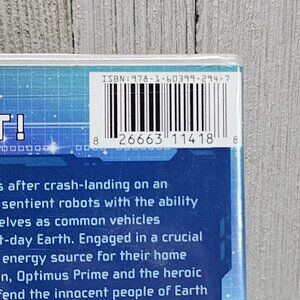 ISBN: 978-1-60399-294-7
T!
8 26663 11418 8
s after crash-landing on an
sentient robots with the ability
selves as common vehicles
t-day Earth. Engaged in a crucial
energy source for their home
n, Optimus Prime and the heroic
fend the innocent people of Earth